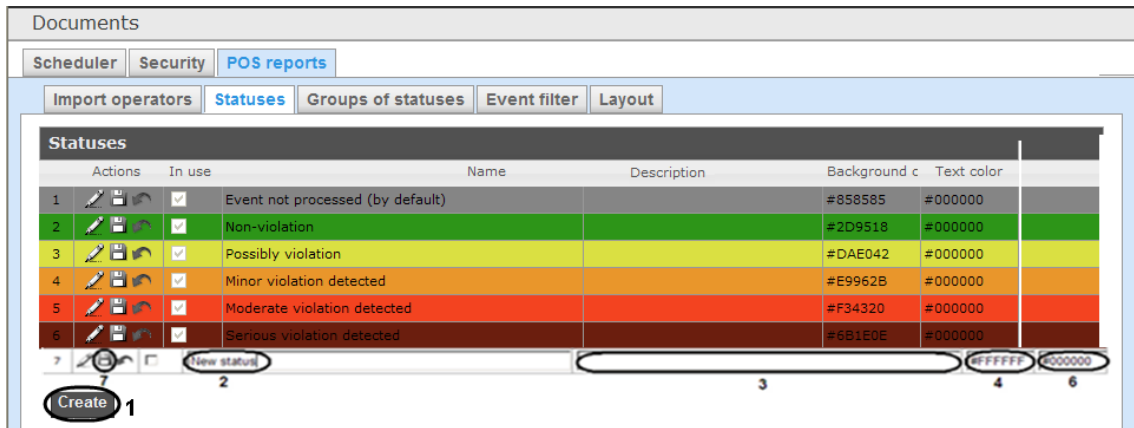 Documents
Scheduler Security POS reports
Import operators Statuses Groups of statuses Event filter Layout
Statuses
Actions In use Name Description Background c Text color
1 Event not processed (by default) #858585 #000000
2 Non-violation #2D9518 #000000
3 Possibly violation #DAE042 #000000
4 Minor violation detected #E9962B #000000
5 Moderate violation detected #F34320 #000000
6 Serious violation detected #6B1E0E #000000
7 New status #FFFFFF #000000
7 2 3 4 6
Create 1